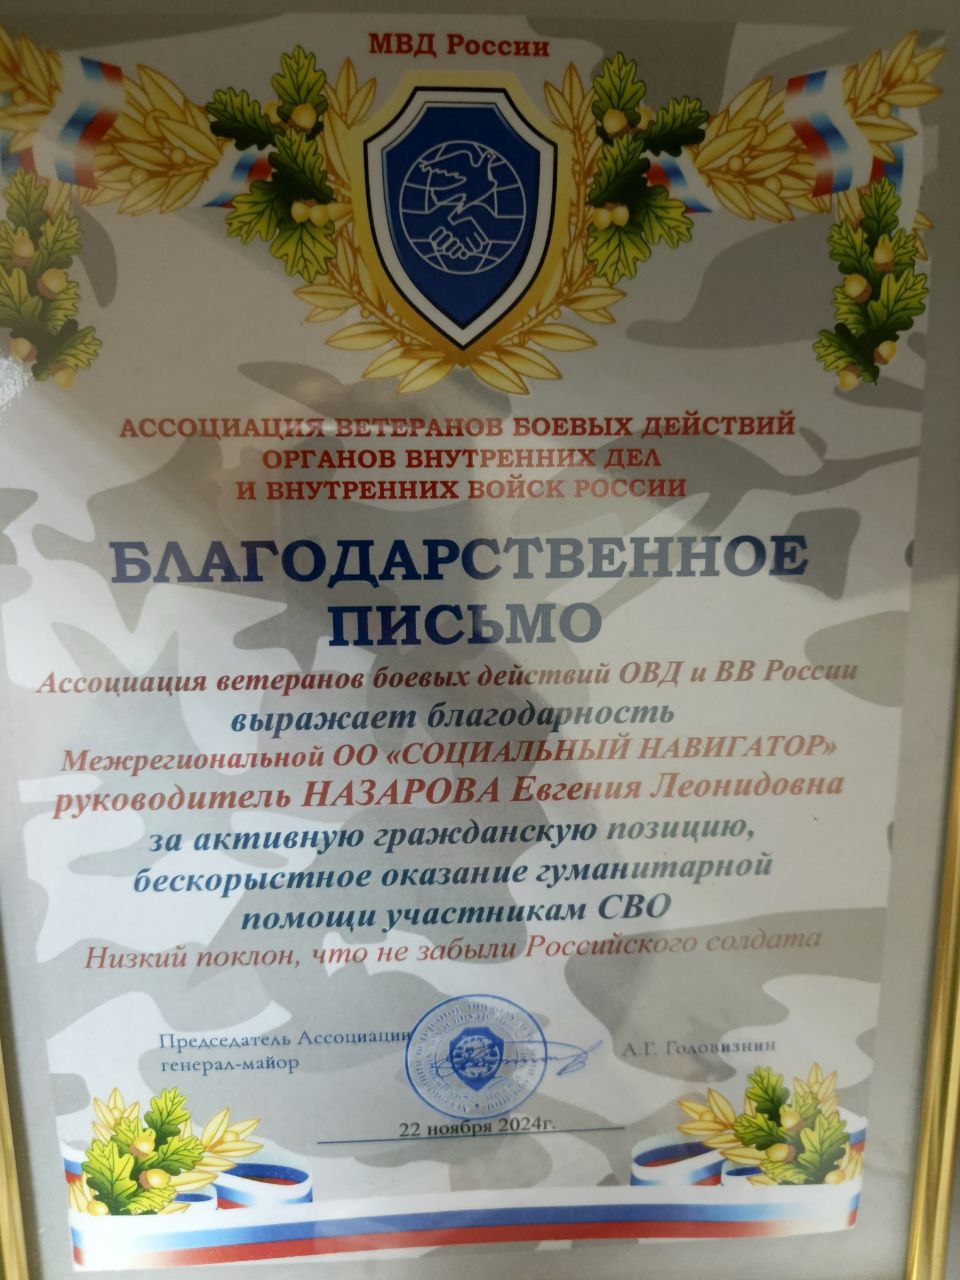 МВД России
АССОЦИАЦИЯ ВЕТЕРАНОВ БОЕВЫХ ДЕЙСТВИЙ
ОРГАНОВ ВНУТРЕННИХ ДЕЛ
И ВНУТРЕННИХ ВОЙСК РОССИИ
БЛАГОДАРСТВЕННОЕ
ПИСЬМО
Ассоциация ветеранов боевых действий ОВД и ВВ России
выражает благодарность
Межрегиональной ОО «СОЦИАЛЬНЫЙ НАВИГАТОР»
руководитель НАЗАРОВА Евгения Леонидовна
за активную гражданскую позицию,
бескорыстное оказание гуманитарной
помощи участникам СВО
Низкий поклон, что не забыли Российского солдата
Председатель Ассоциации
генерал-майор
А.Г. Головизнин
22 ноября 2024г.